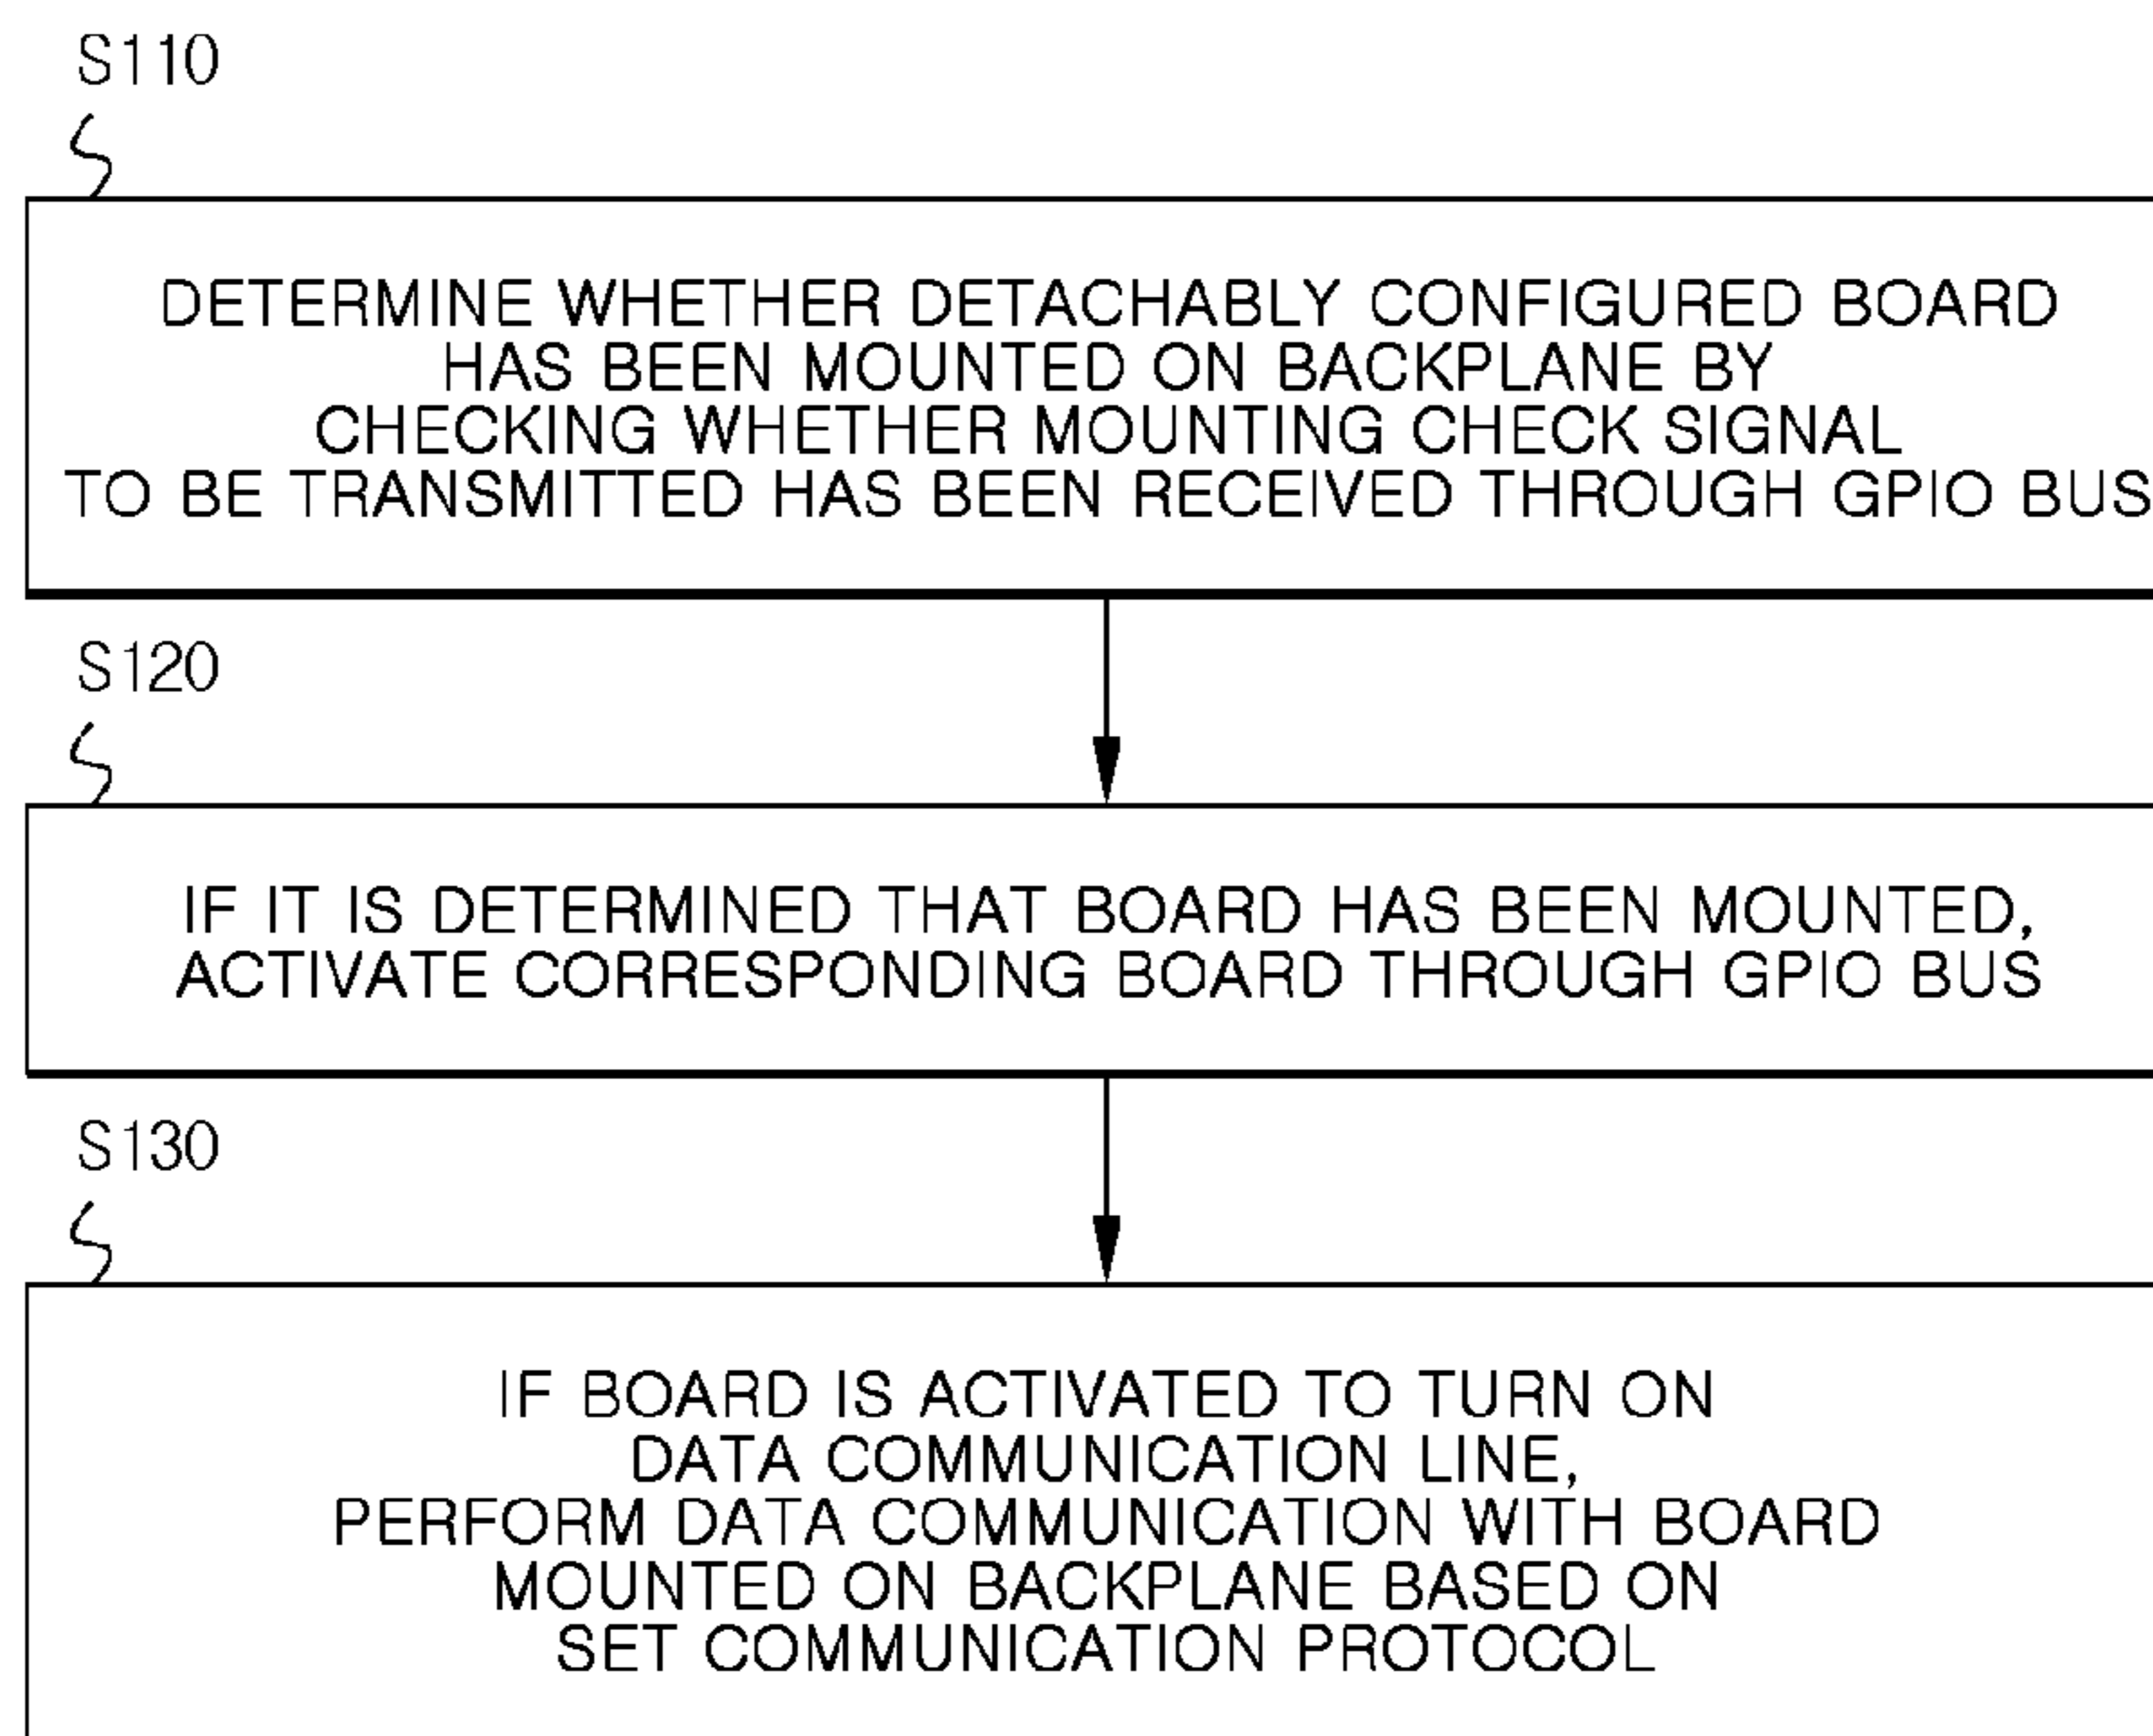 S110
DETERMINE WHETHER DETACHABLY CONFIGURED BOARD
HAS BEEN MOUNTED ON BACKPLANE BY
CHECKING WHETHER MOUNTING CHECK SIGNAL
TO BE TRANSMITTED HAS BEEN RECEIVED THROUGH GPIO BUS
S120
IF IT IS DETERMINED THAT BOARD HAS BEEN MOUNTED,
ACTIVATE CORRESPONDING BOARD THROUGH GPIO BUS
S130
IF BOARD IS ACTIVATED TO TURN ON
DATA COMMUNICATION LINE,
PERFORM DATA COMMUNICATION WITH BOARD
MOUNTED ON BACKPLANE BASED ON
SET COMMUNICATION PROTOCOL